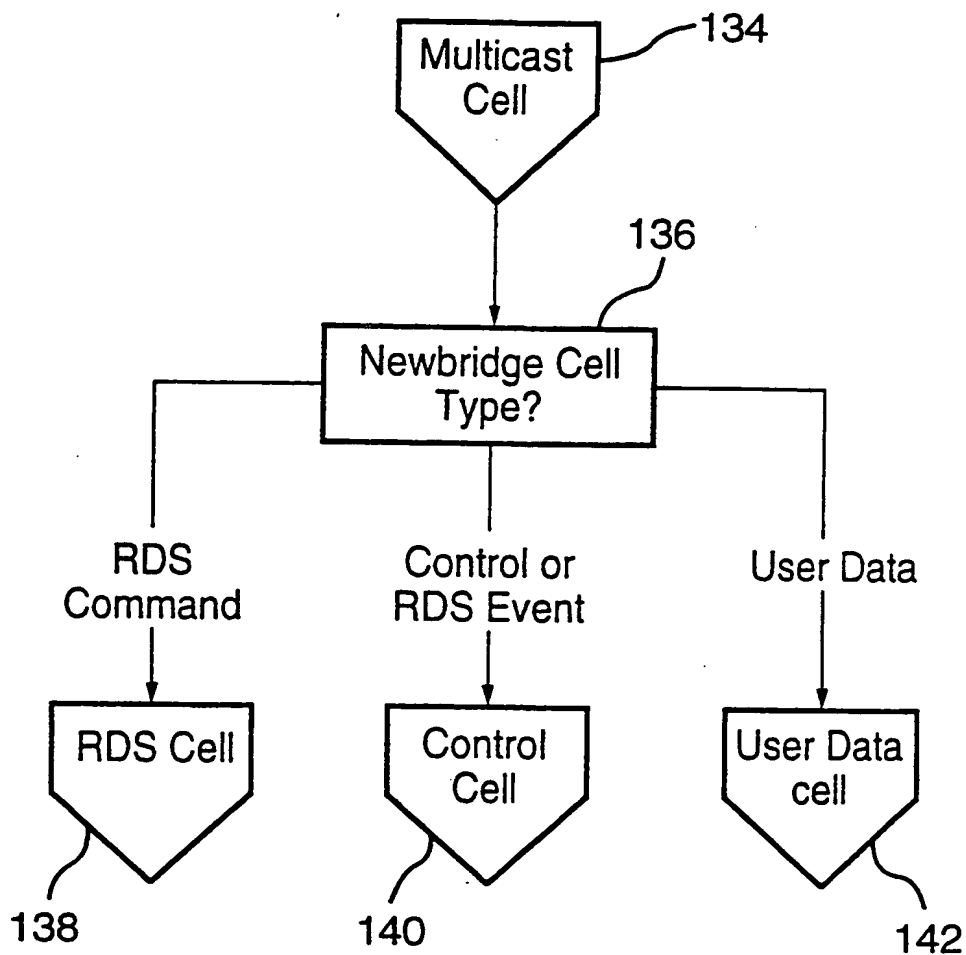 134
Multicast
Cell
136
Newbridge Cell
Type?
RDS
Command
Control or
RDS Event
User Data
RDS Cell
Control
Cell
User Data
cell
138
140
142